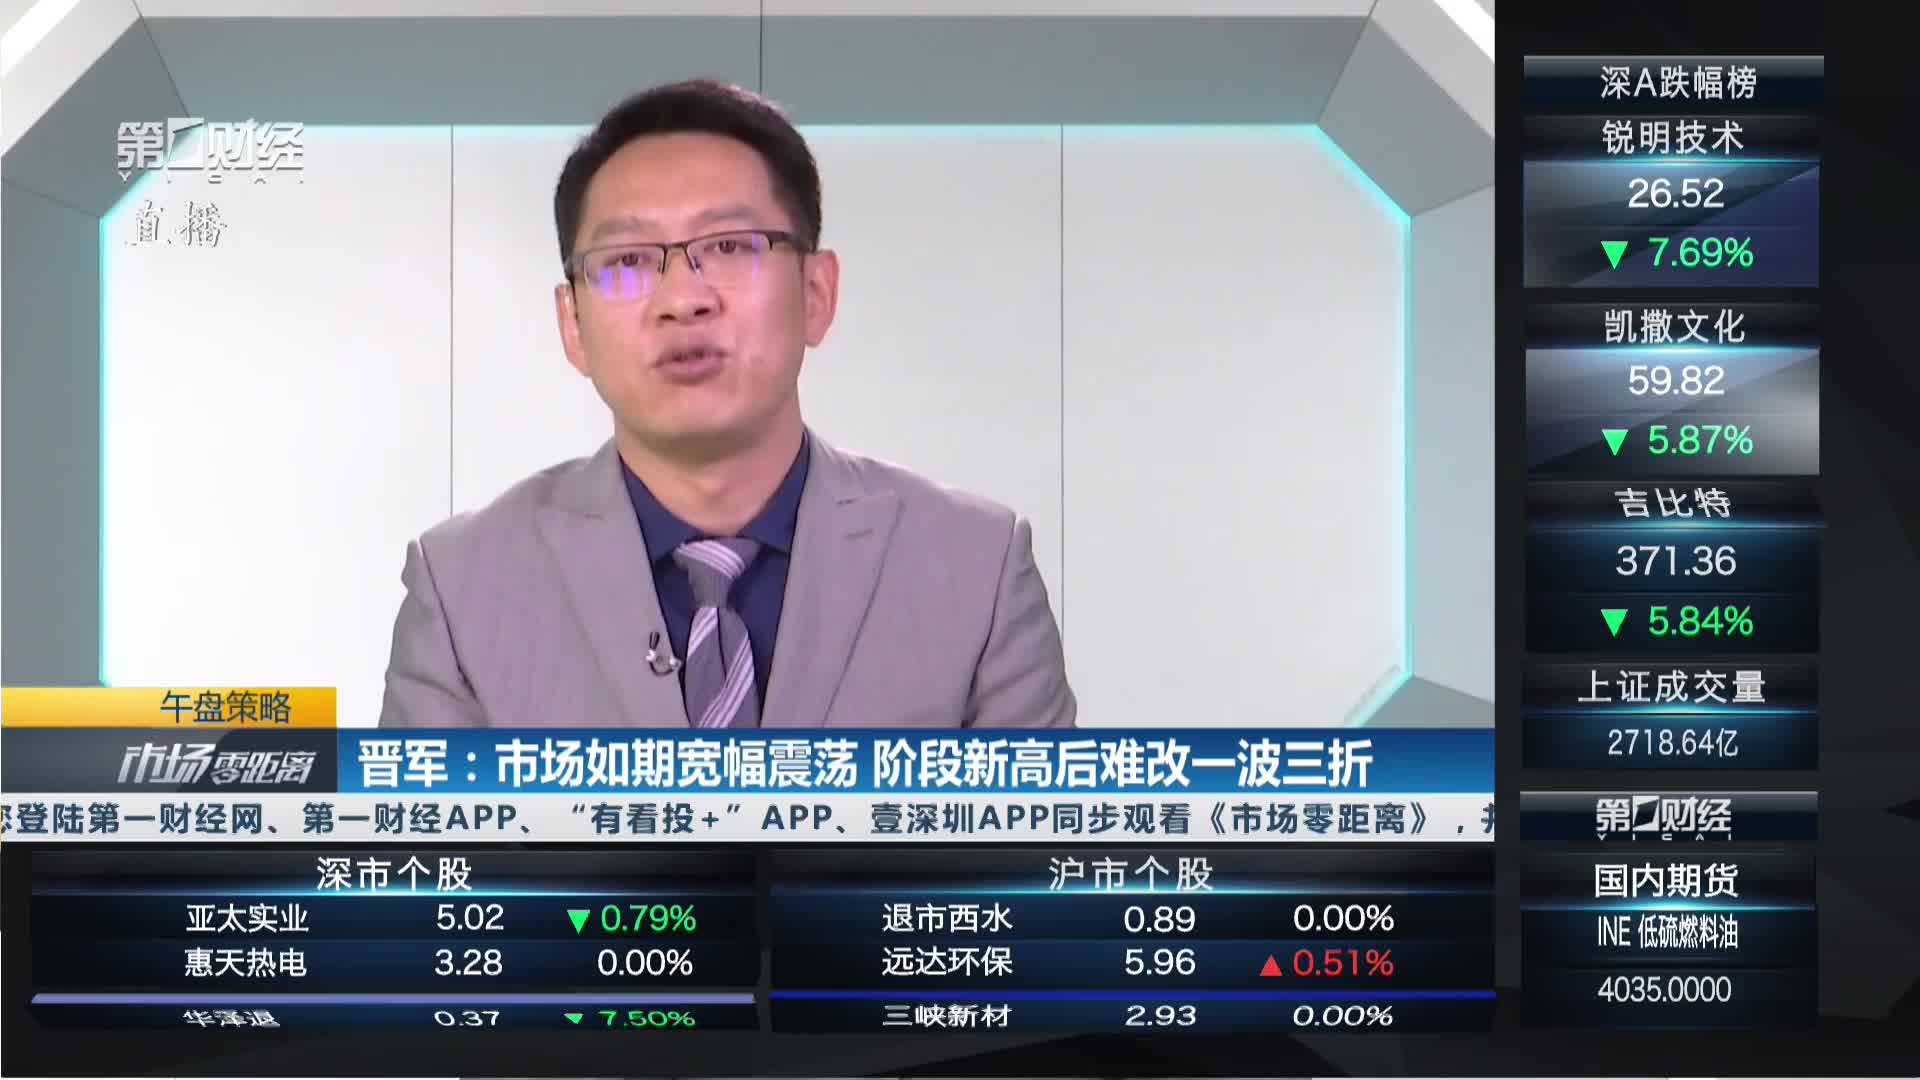 第一财经
YICAI
直播
午盘策略
市场零距离
晋军：市场如期宽幅震荡 阶段新高后难改一波三折
登陆第一财经网、第一财经APP、“有看投+”APP、壹深圳APP同步观看《市场零距离》，
深市个股
亚太实业 5.02 ▼0.79%
惠天热电 3.28 0.00%
华泽退 0.37 ▼7.50%
沪市个股
退市西水 0.89 0.00%
远达环保 5.96 ▲0.51%
三峡新材 2.93 0.00%
深A跌幅榜
锐明技术
26.52
▼ 7.69%
凯撒文化
59.82
▼ 5.87%
吉比特
371.36
▼ 5.84%
上证成交量
2718.64亿
第一财经
YICAI
国内期货
INE 低硫燃料油
4035.0000